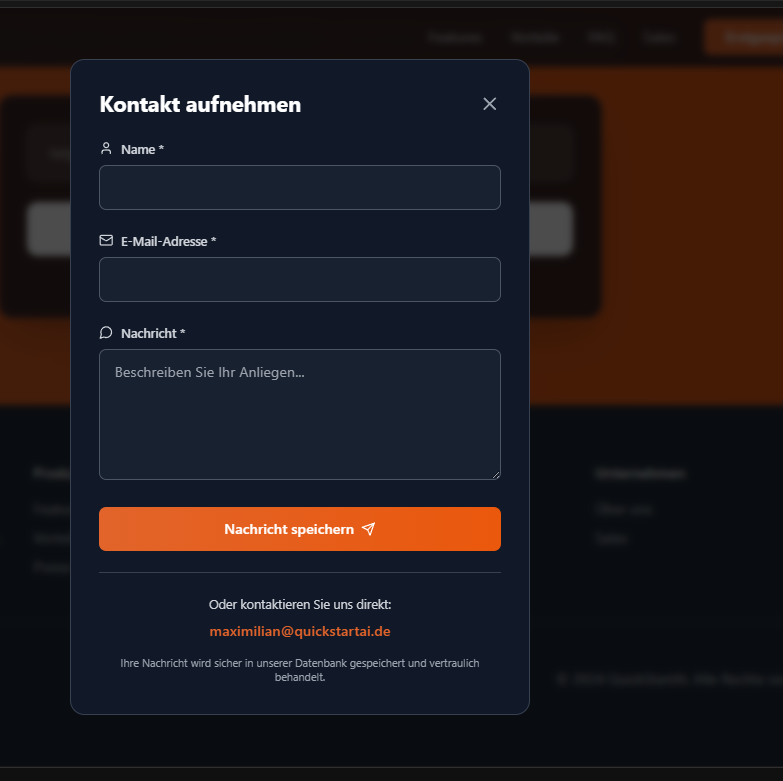 Kontakt aufnehmen
Name *
E-Mail-Adresse *
Nachricht *
Beschreiben Sie Ihr Anliegen...
Nachricht speichern
Oder kontaktieren Sie uns direkt:
maximilian@quickstartai.de
Ihre Nachricht wird sicher in unserer Datenbank gespeichert und vertraulich
behandelt.